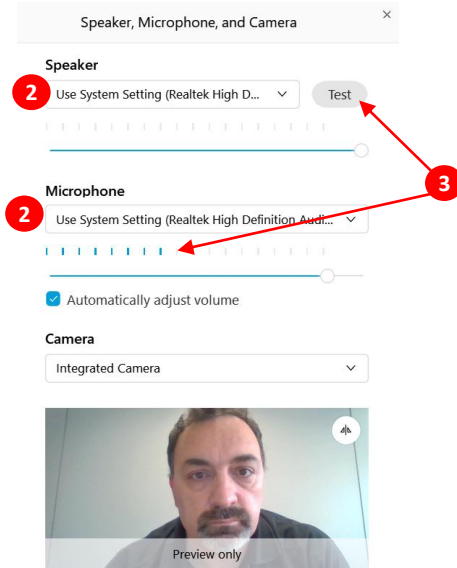 Speaker, Microphone, and Camera
Speaker
2
Use System Setting (Realtek High D...
Test
3
Microphone
2
Use System Setting (Realtek High Definition Audi...
Automatically adjust volume
Camera
Integrated Camera
Preview only